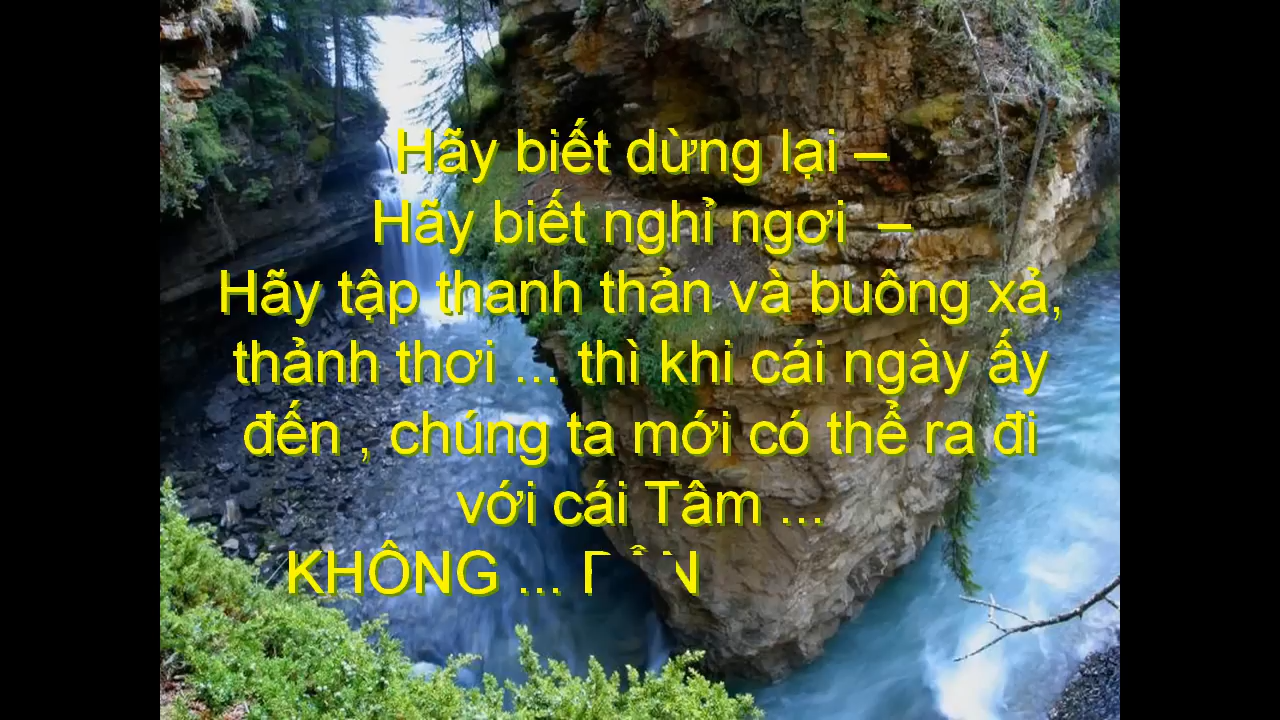 Hãy biết dừng lại –
Hãy biết nghỉ ngơi –
Hãy tập thanh thản và buông xả,
thảnh thơi ... thì khi cái ngày ấy
đến , chúng ta mới có thể ra đi
với cái Tâm ...
KHÔNG ...